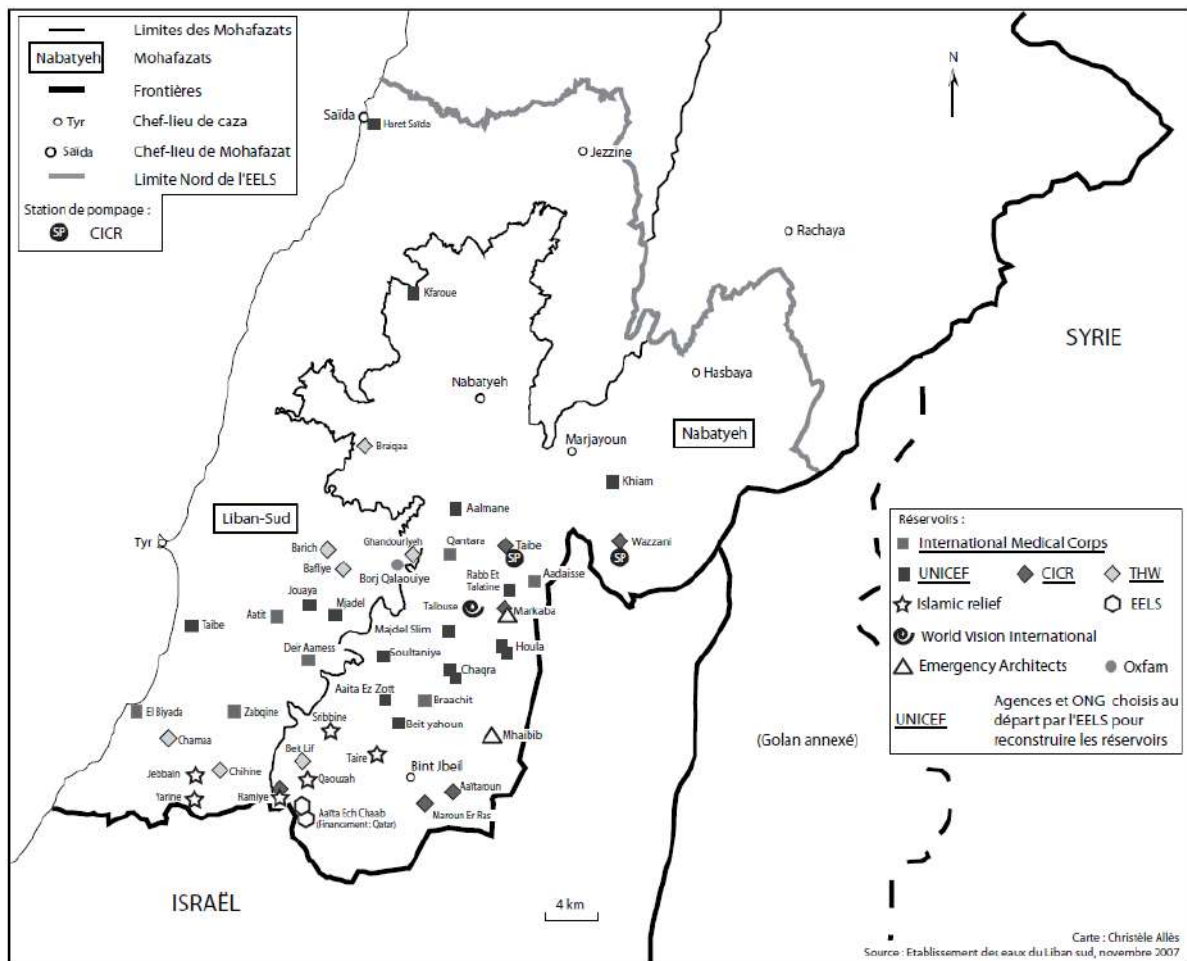 Limites des Mohafazats
Nabatyeh
Mohafazats
Frontières
Tyr
Chef-lieu de caza
Saïda
Chef-lieu de Mohafazat
Limite Nord de l'EELS
Station de pompage :
SP
CICR
N
Saïda
Haret Saïda
Jezzine
Rachaya
Kfaroue
SYRIE
Hasbaya
Nabatyeh
Nabatyeh
Marjayoun
Braiqaa
Khiam
Aalmane
Liban-Sud
Tyr
Ghandouriyeh
Barich
Qantara
Taibe
SP
Wazzani
SP
Bafliye
Borj Qalaouiye
Rabb Et
Talatine
Aadaisse
Jouaya
Mjadel
Talouse
Markaba
Taibe
Aatit
Majdel Slim
Houla
Deir Aamess
Soultaniye
Chaqra
Aaita Ez Zott
Braachit
El Biyada
Zabqine
Sribbine
Beit yahoun
Mhaibib
Chamaa
Beit Lif
Taire
Chihine
Jebbain
Qaouzah
Bint Jbeil
Aaïtaroun
Yarine
Ramiye
Maroun Er Ras
Aaïta Ech Chaab
(Financement : Qatar)
(Golan annexé)
Réservoirs :
International Medical Corps
UNICEF
CICR
THW
Islamic relief
EELS
World Vision International
Emergency Architects
Oxfam
UNICEF
Agences et ONG choisis au
départ par l'EELS pour
reconstruire les réservoirs
ISRAËL
4 km
Carte : Christèle Allès
Source : Etablissement des eaux du Liban sud, novembre 2007